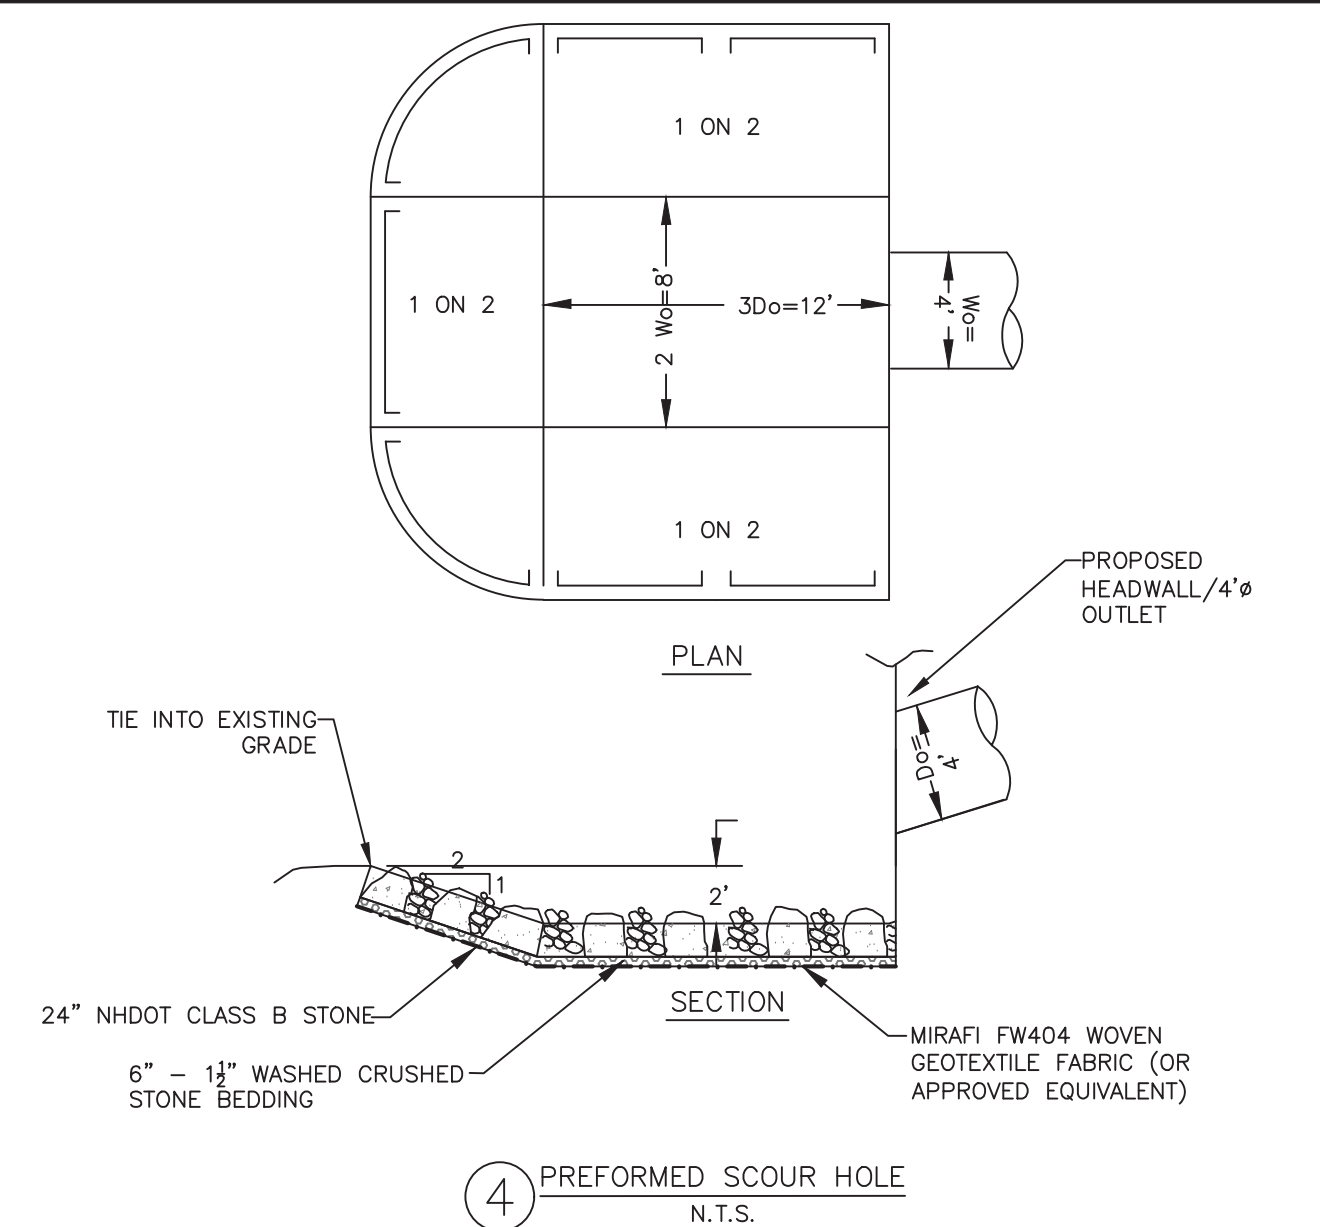 1 ON 2
1 ON 2
2 Wo=8'
3Do=12'
Wo=
4'
1 ON 2
PLAN
PROPOSED
HEADWALL/4'ø
OUTLET
TIE INTO EXISTING
GRADE
Do=
4'
2
1
2'
SECTION
24” NHDOT CLASS B STONE
6” – 1½” WASHED CRUSHED
STONE BEDDING
MIRAFI FW404 WOVEN
GEOTEXTILE FABRIC (OR
APPROVED EQUIVALENT)
4 PREFORMED SCOUR HOLE
N.T.S.